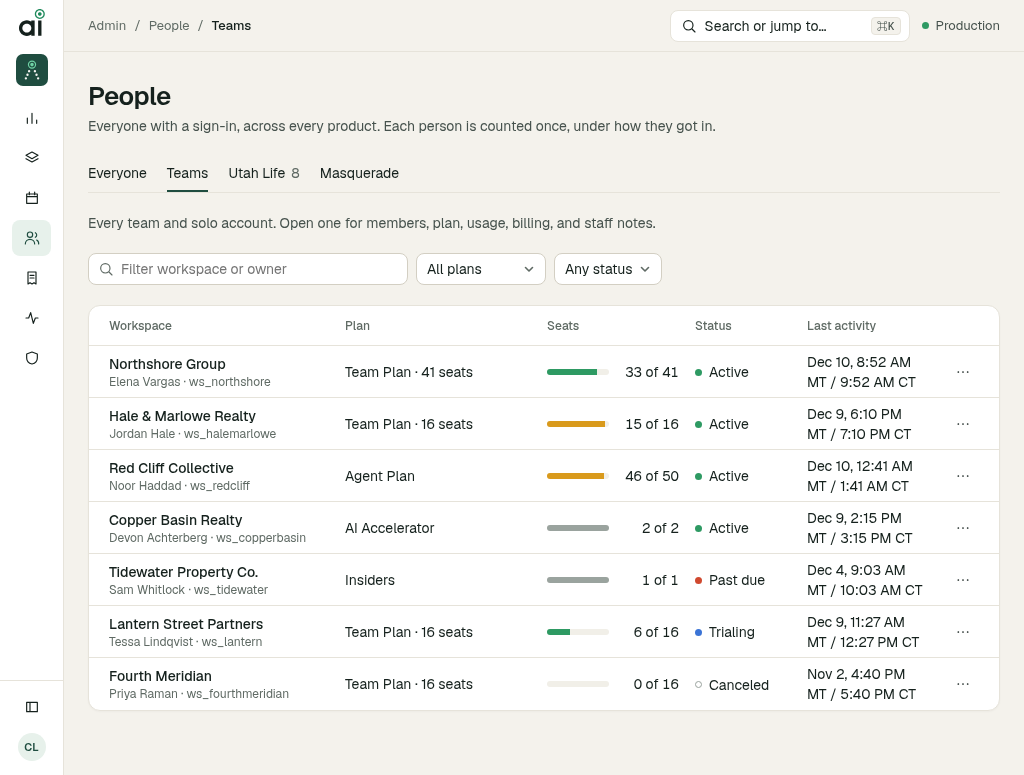 ai
Admin / People / Teams
Search or jump to…
⌘K
Production
People
Everyone with a sign-in, across every product. Each person is counted once, under how they got in.
Everyone
Teams
Utah Life 8
Masquerade
Every team and solo account. Open one for members, plan, usage, billing, and staff notes.
Filter workspace or owner
All plans
Any status
Workspace Plan Seats Status Last activity
Northshore Group
Elena Vargas · ws_northshore
Team Plan · 41 seats
33 of 41
Active
Dec 10, 8:52 AM
MT / 9:52 AM CT
Hale & Marlowe Realty
Jordan Hale · ws_halemarlowe
Team Plan · 16 seats
15 of 16
Active
Dec 9, 6:10 PM
MT / 7:10 PM CT
Red Cliff Collective
Noor Haddad · ws_redcliff
Agent Plan
46 of 50
Active
Dec 10, 12:41 AM
MT / 1:41 AM CT
Copper Basin Realty
Devon Achterberg · ws_copperbasin
AI Accelerator
2 of 2
Active
Dec 9, 2:15 PM
MT / 3:15 PM CT
Tidewater Property Co.
Sam Whitlock · ws_tidewater
Insiders
1 of 1
Past due
Dec 4, 9:03 AM
MT / 10:03 AM CT
Lantern Street Partners
Tessa Lindqvist · ws_lantern
Team Plan · 16 seats
6 of 16
Trialing
Dec 9, 11:27 AM
MT / 12:27 PM CT
Fourth Meridian
Priya Raman · ws_fourthmeridian
Team Plan · 16 seats
0 of 16
Canceled
Nov 2, 4:40 PM
MT / 5:40 PM CT
CL